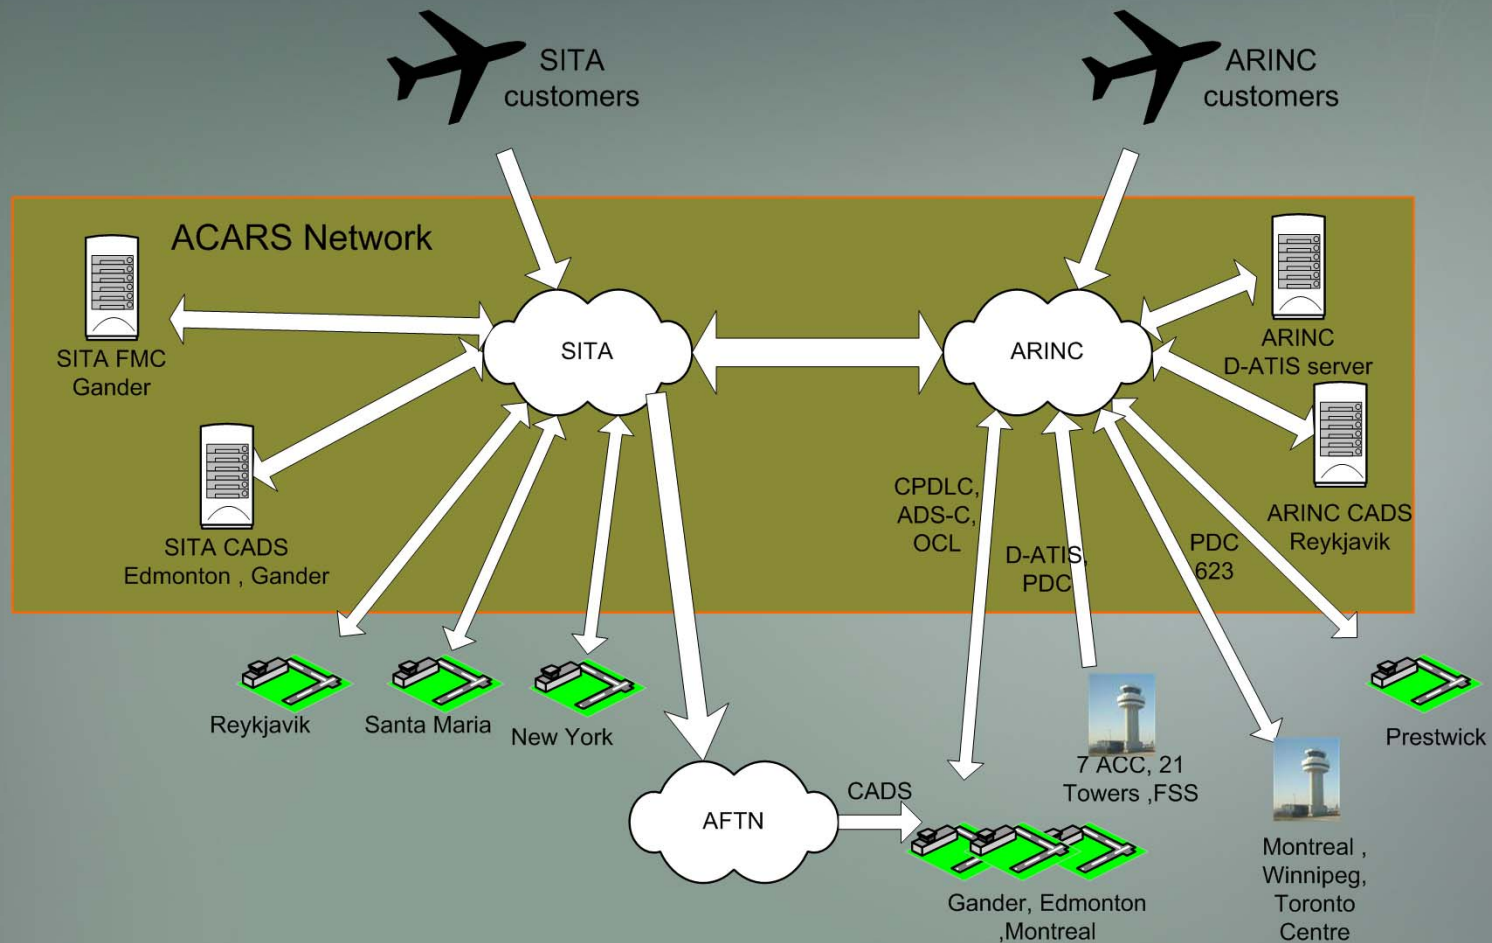 SITA
customers
ARINC
customers
ACARS Network
SITA FMC
Gander
SITA
ARINC
ARINC
D-ATIS server
SITA CADS
Edmonton , Gander
CPDLC,
ADS-C,
OCL
D-ATIS,
PDC
PDC
623
ARINC CADS
Reykjavik
Reykjavik
Santa Maria
New York
Prestwick
7 ACC, 21
Towers ,FSS
AFTN
CADS
Gander, Edmonton
,Montreal
Montreal ,
Winnipeg,
Toronto
Centre